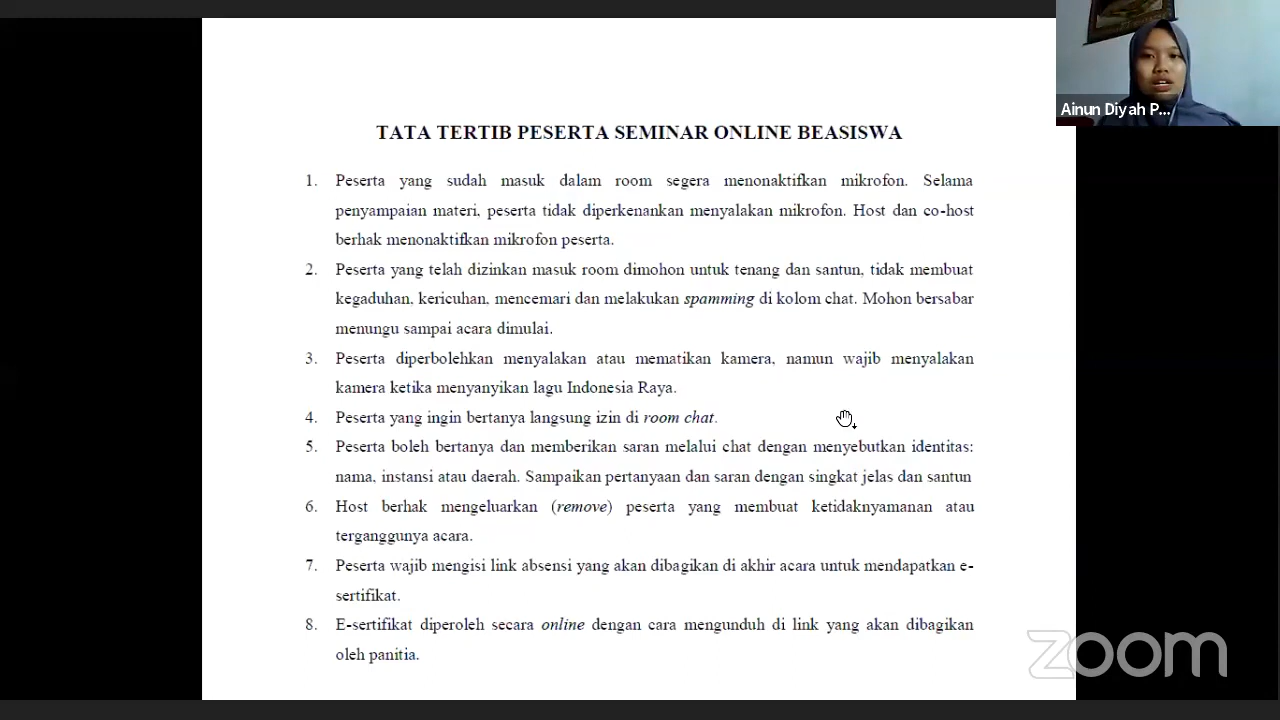 TATA TERTIB PESERTA SEMINAR ONLINE BEASISWA
1. Peserta yang sudah masuk dalam room segera menonaktifkan mikrofon. Selama
penyampaian materi, peserta tidak diperkenankan menyalakan mikrofon. Host dan co-host
berhak menonaktifkan mikrofon peserta.
2. Peserta yang telah dizinkan masuk room dimohon untuk tenang dan santun, tidak membuat
kegaduhan, kericuhan, mencemari dan melakukan spamming di kolom chat. Mohon bersabar
menungu sampai acara dimulai.
3. Peserta diperbolehkan menyalakan atau mematikan kamera, namun wajib menyalakan
kamera ketika menyanyikan lagu Indonesia Raya.
4. Peserta yang ingin bertanya langsung izin di room chat.
5. Peserta boleh bertanya dan memberikan saran melalui chat dengan menyebutkan identitas:
nama, instansi atau daerah. Sampaikan pertanyaan dan saran dengan singkat jelas dan santun
6. Host berhak mengeluarkan (remove) peserta yang membuat ketidaknyamanan atau
terganggunya acara.
7. Peserta wajib mengisi link absensi yang akan dibagikan di akhir acara untuk mendapatkan e-
sertifikat.
8. E-sertifikat diperoleh secara online dengan cara mengunduh di link yang akan dibagikan
oleh panitia.
Ainun Diyah P...
zoom